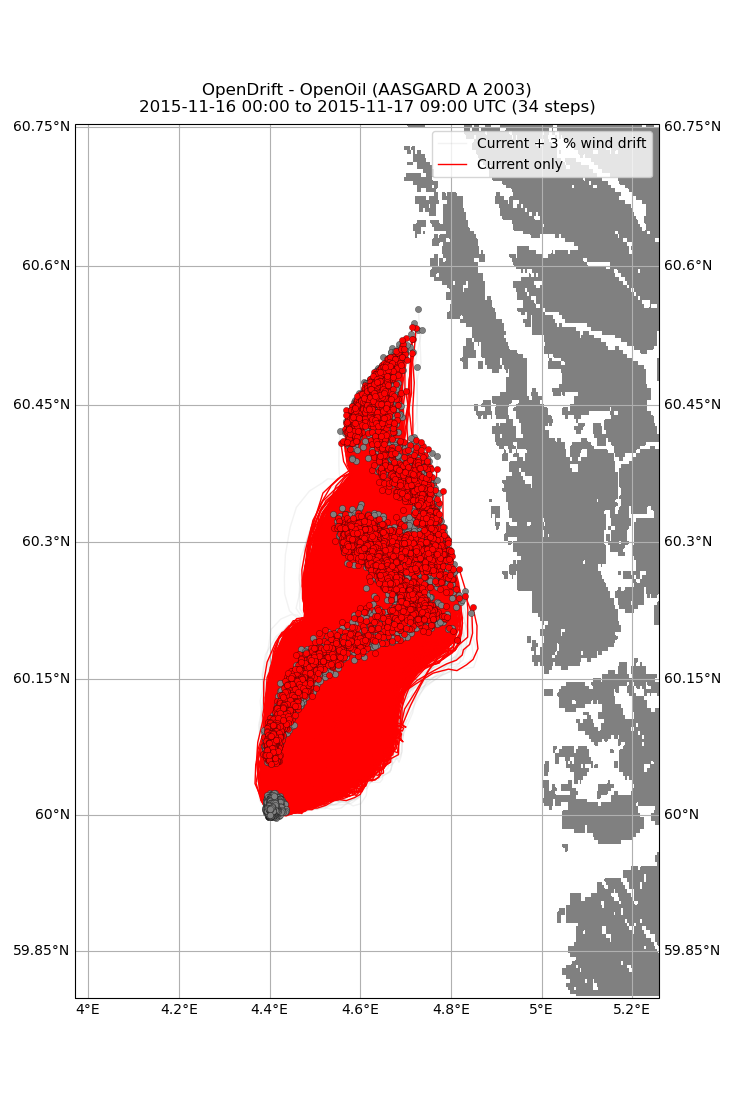 OpenDrift - OpenOil (AASGARD A 2003)
2015-11-16 00:00 to 2015-11-17 09:00 UTC (34 steps)
60.75°N 60.75°N
Current + 3 % wind drift
Current only
60.6°N 60.6°N
60.45°N 60.45°N
60.3°N 60.3°N
60.15°N 60.15°N
60°N 60°N
59.85°N 59.85°N
4°E 4.2°E 4.4°E 4.6°E 4.8°E 5°E 5.2°E